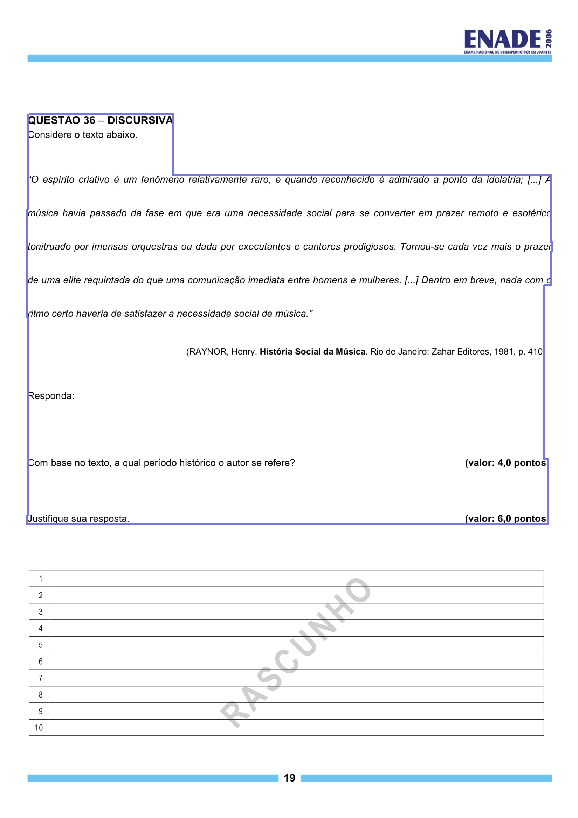 ENADE 2006
EXAME NACIONAL DE DESEMPENHO DOS ESTUDANTES
QUESTÃO 36 – DISCURSIVA
Considere o texto abaixo.
"O espírito criativo é um fenômeno relativamente raro, e quando reconhecido é admirado a ponto da idolatria; [...] A
música havia passado da fase em que era uma necessidade social para se converter em prazer remoto e esotérico
tonitruado por imensas orquestras ou dada por executantes e cantores prodigiosos. Tornou-se cada vez mais o prazer
de uma elite requintada do que uma comunicação imediata entre homens e mulheres. [...] Dentro em breve, nada com o
ritmo certo haveria de satisfazer a necessidade social de música."
(RAYNOR, Henry. História Social da Música. Rio de Janeiro: Zahar Editores, 1981. p. 410
Responda:
Com base no texto, a qual período histórico o autor se refere? (valor: 4,0 pontos
Justifique sua resposta. (valor: 6,0 pontos
1
2
3
4
5
6
7
8
9
10
RASCUNHO
19